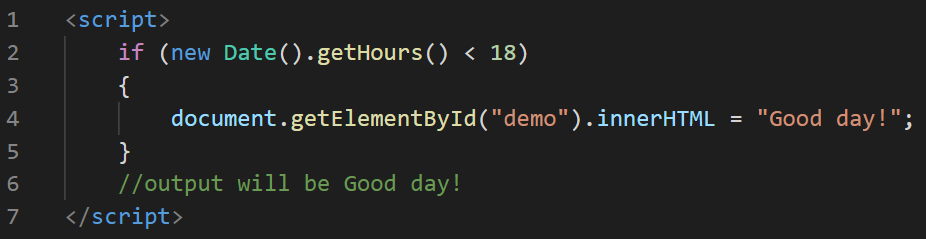 1 <script>
2 if (new Date().getHours() < 18)
3 {
4 document.getElementById("demo").innerHTML = "Good day!";
5 }
6 //output will be Good day!
7 </script>